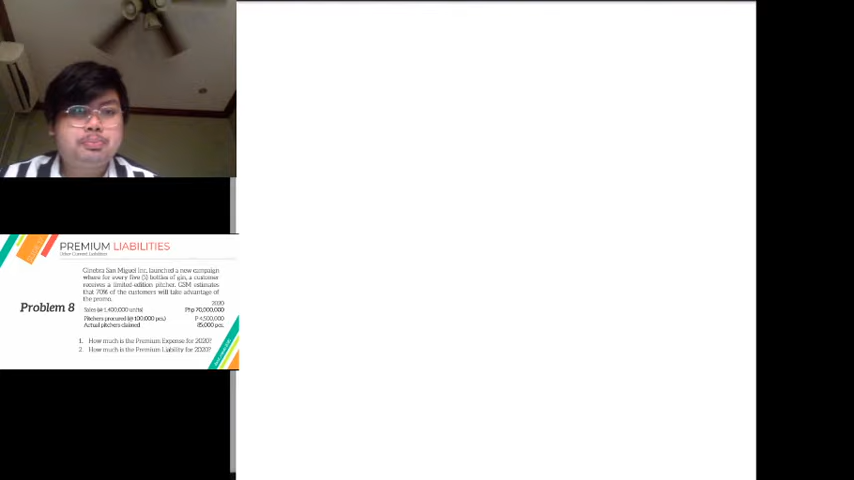 PREMIUM LIABILITIES
Other Current Liabilities
Ginebra San Miguel Inc. launched a new campaign
where for every five (5) bottles of gin, a customer
receives a limited-edition pitcher. GSM estimates
that 70% of the customers will take advantage of
the promo.
Problem 8
2020
Sales (@ 1,400,000 units) Php 70,000,000
Pitchers procured (@ 100,000 pcs.) P 4,500,000
Actual pitchers claimed 85,000 pcs.
1. How much is the Premium Expense for 2020?
2. How much is the Premium Liability for 2020?